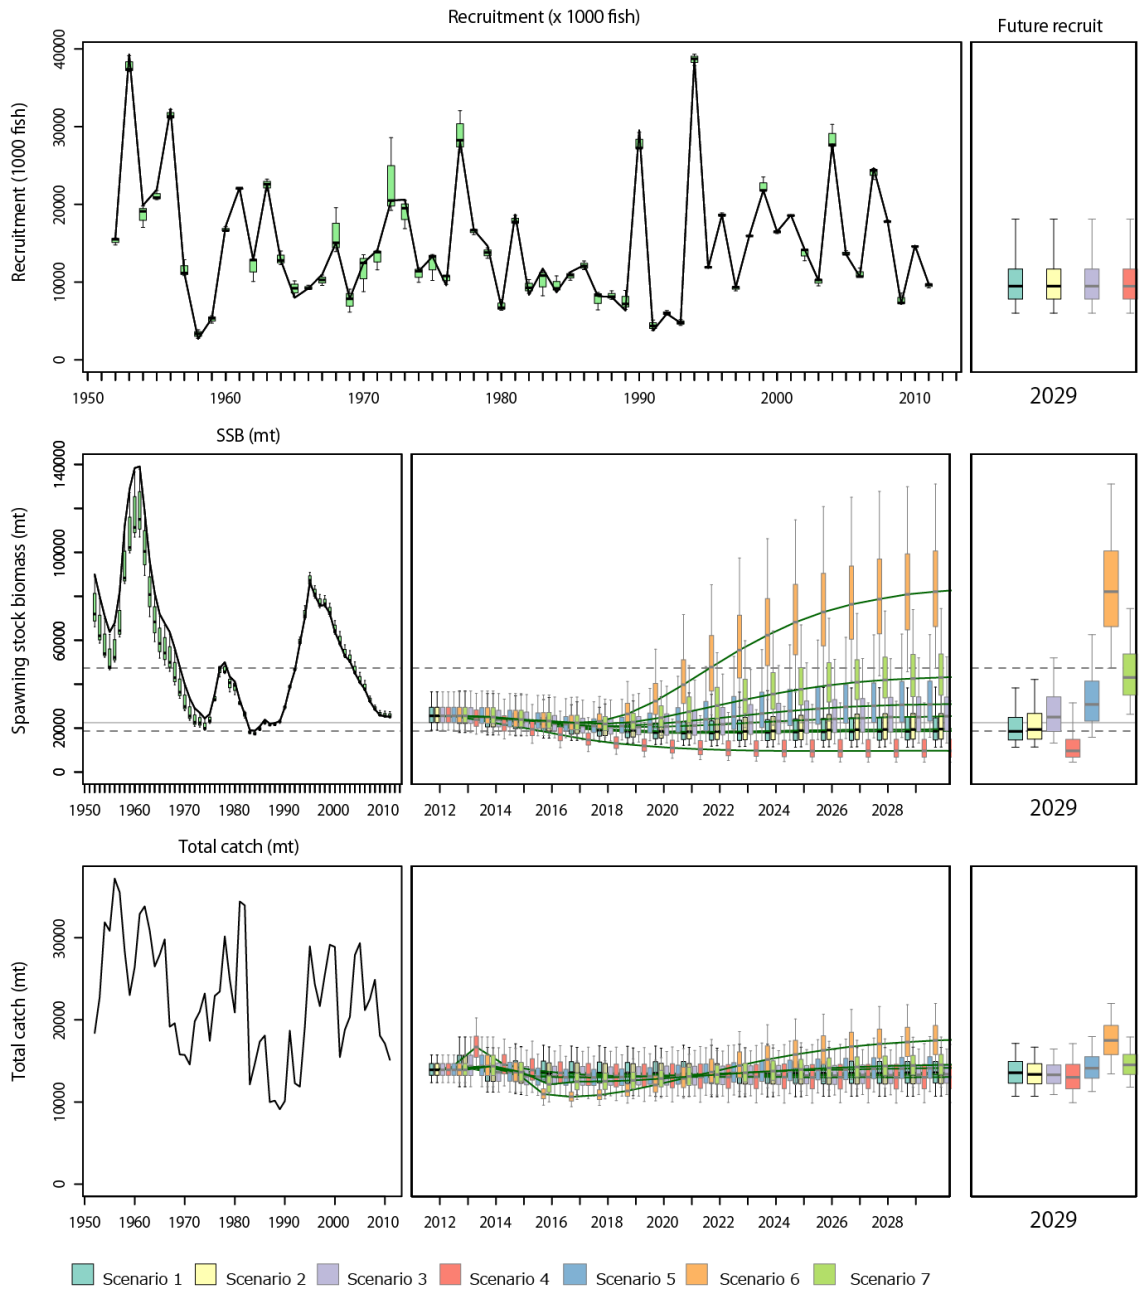 Recruitment (x 1000 fish)
Future recruit
Recruitment (1000 fish)
40000
30000
20000
10000
0
1950 1960 1970 1980 1990 2000 2010
2029
SSB (mt)
Spawning stock biomass (mt)
140000
100000
60000
20000
0
1950 1960 1970 1980 1990 2000 2010
2012 2014 2016 2018 2020 2022 2024 2026 2028
2029
Total catch (mt)
Total catch (mt)
30000
20000
10000
0
1950 1960 1970 1980 1990 2000 2010
2012 2014 2016 2018 2020 2022 2024 2026 2028
2029
Scenario 1 Scenario 2 Scenario 3 Scenario 4 Scenario 5 Scenario 6 Scenario 7